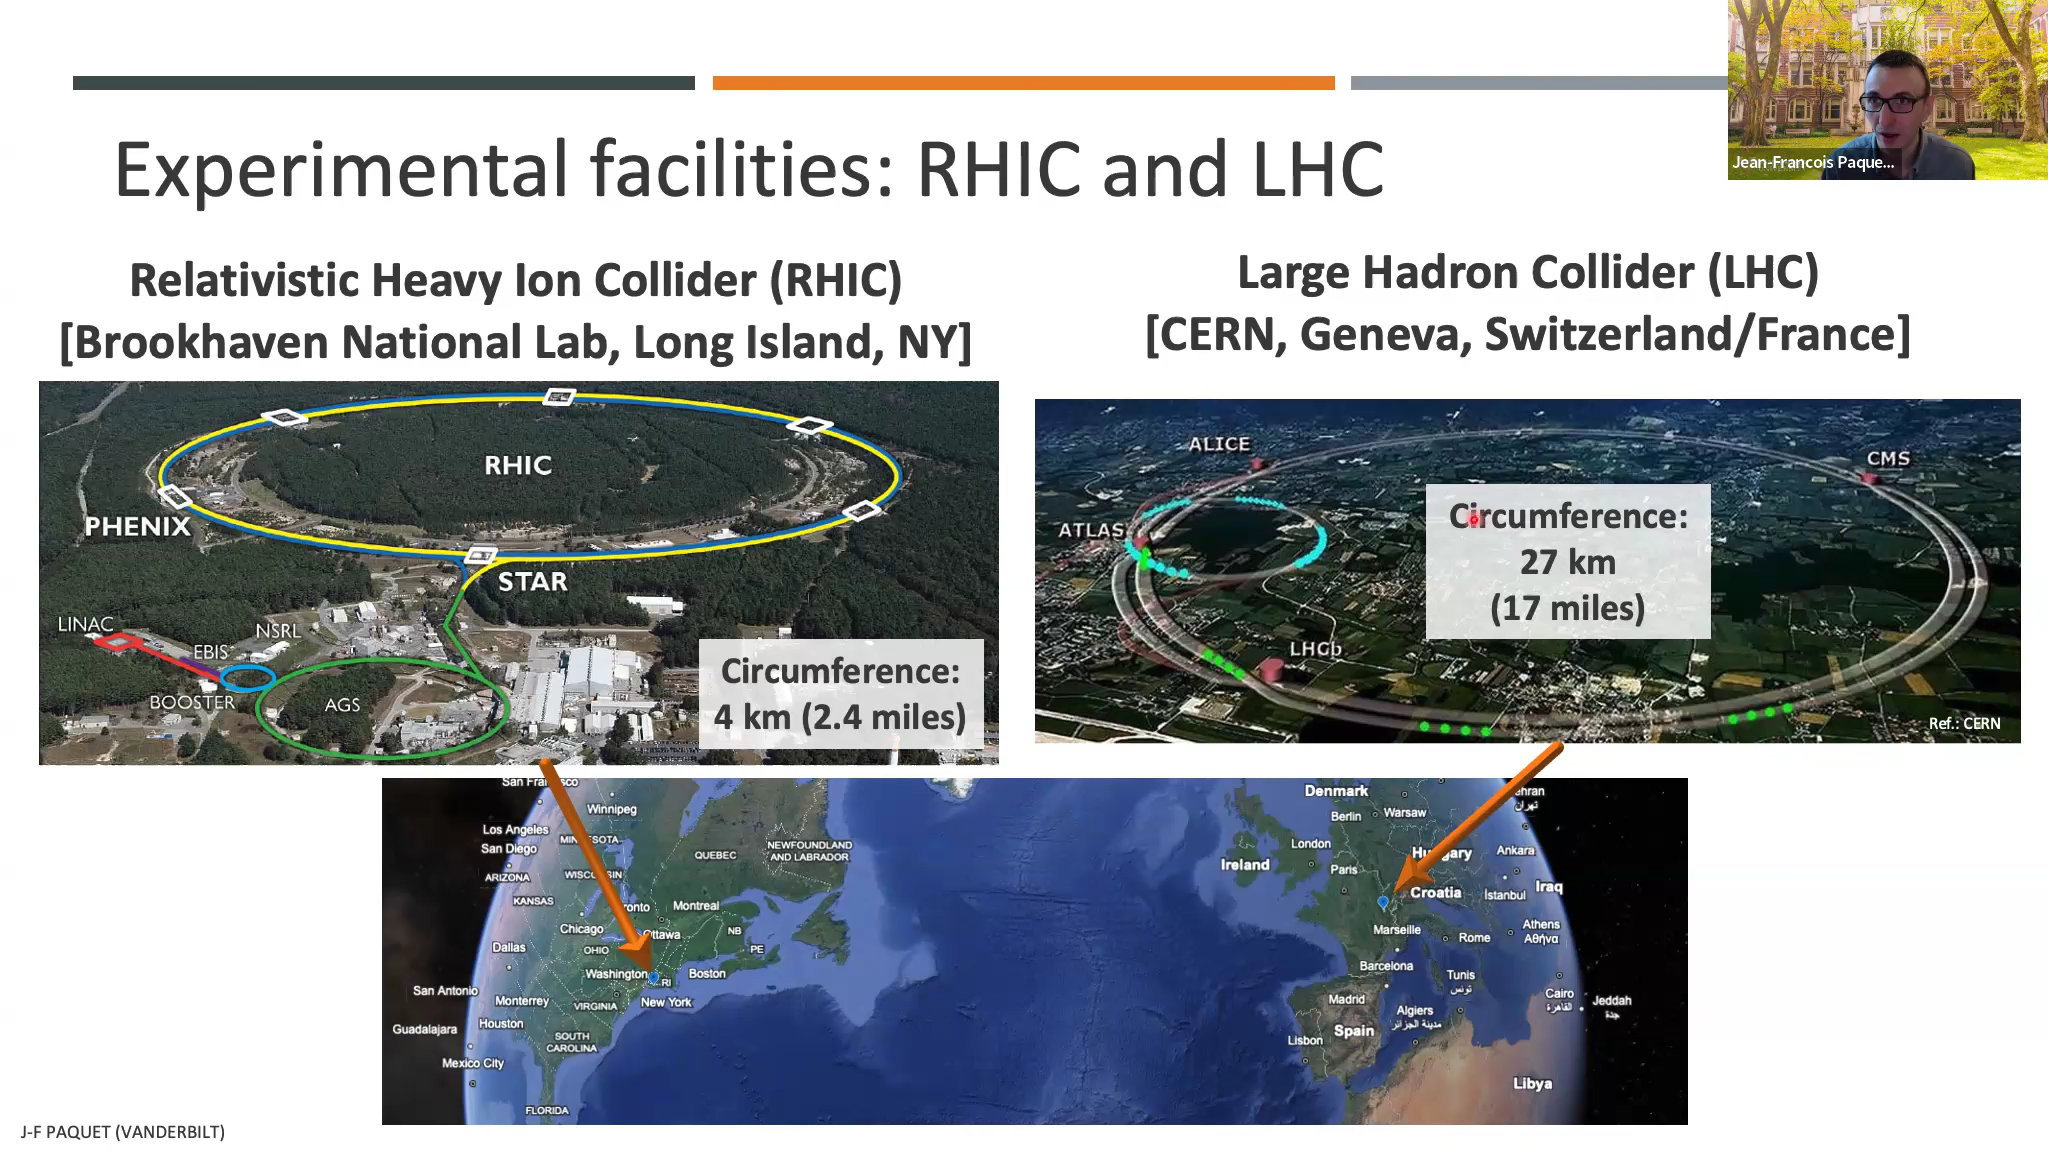 Jean-Francois Paque...
Experimental facilities: RHIC and LHC
Relativistic Heavy Ion Collider (RHIC)
[Brookhaven National Lab, Long Island, NY]
Large Hadron Collider (LHC)
[CERN, Geneva, Switzerland/France]
RHIC
PHENIX
STAR
LINAC
NSRL
EBIS
BOOSTER
AGS
Circumference:
4 km (2.4 miles)
ALICE
CMS
ATLAS
LHCb
Circumference:
27 km
(17 miles)
Ref.: CERN
Winnipeg
Los Angeles
San Diego
ARIZONA
KANSAS
QUEBEC
NEWFOUNDLAND
AND LABRADOR
Montreal
Chicago
Ottawa
NB
PE
Dallas
OHIO
Washington
RI
Boston
San Antonio
Monterrey
VIRGINIA
New York
Guadalajara
Houston
SOUTH
CAROLINA
Mexico City
FLORIDA
Denmark
Berlin
Warsaw
تهران
London
Ireland
Paris
Ankara
Croatia
Istanbul
Iraq
Marseille
Rome
Athens
Αθήνα
Barcelona
Tunis
تونس
Madrid
Algiers
مدينة الجزائر
Cairo
القاهرة
Jeddah
جدة
Lisbon
Spain
Libya
J-F PAQUET (VANDERBILT)